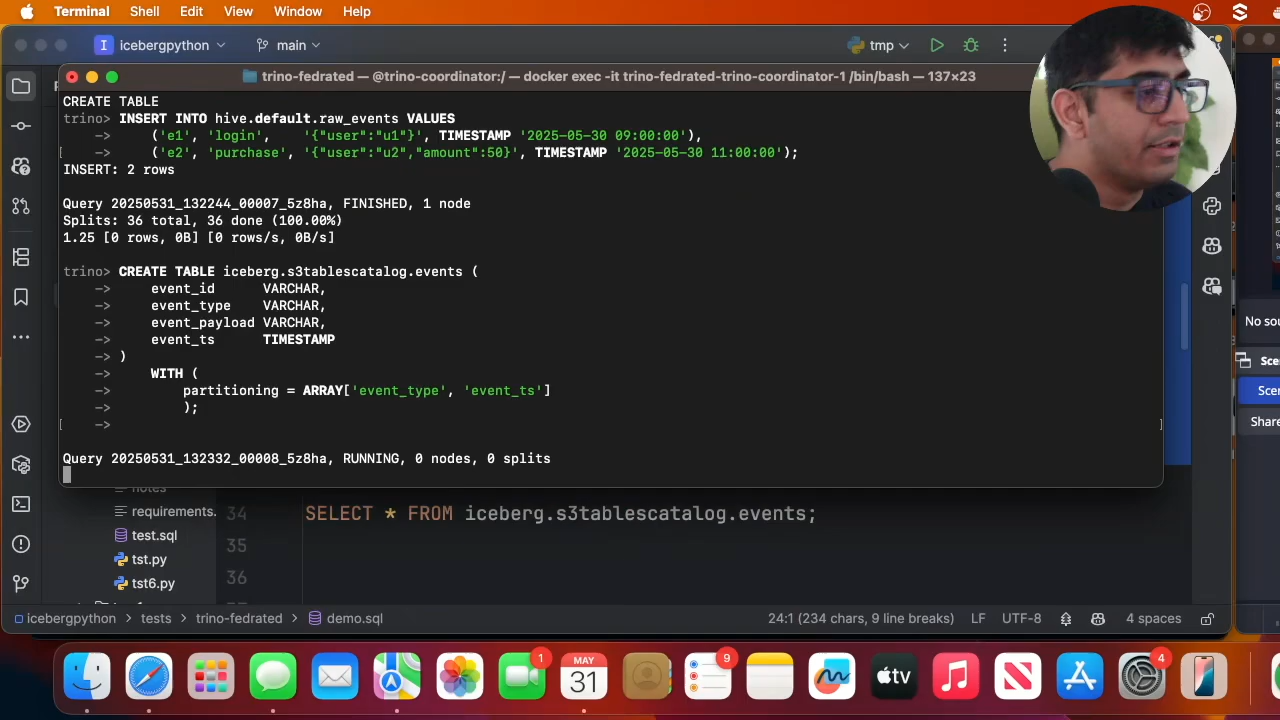 Terminal Shell Edit View Window Help
I icebergpython main tmp
trino-fedrated — @trino-coordinator:/ — docker exec -it trino-fedrated-trino-coordinator-1 /bin/bash — 137×23
CREATE TABLE
trino> INSERT INTO hive.default.raw_events VALUES
-> ('e1', 'login', '{"user":"u1"}', TIMESTAMP '2025-05-30 09:00:00'),
[ -> ('e2', 'purchase', '{"user":"u2","amount":50}', TIMESTAMP '2025-05-30 11:00:00');
INSERT: 2 rows
Query 20250531_132244_00007_5z8ha, FINISHED, 1 node
Splits: 36 total, 36 done (100.00%)
1.25 [0 rows, 0B] [0 rows/s, 0B/s]
trino> CREATE TABLE iceberg.s3tablescatalog.events (
-> event_id VARCHAR,
-> event_type VARCHAR,
-> event_payload VARCHAR,
-> event_ts TIMESTAMP
-> )
-> WITH (
-> partitioning = ARRAY['event_type', 'event_ts']
-> );
[ -> ]
Query 20250531_132332_00008_5z8ha, RUNNING, 0 nodes, 0 splits
No sou
Sce
Scen
Share
notes
requirements.
test.sql
tst.py
tst6.py
34 SELECT * FROM iceberg.s3tablescatalog.events;
35
36
icebergpython > tests > trino-fedrated > demo.sql 24:1 (234 chars, 9 line breaks) LF UTF-8 4 spaces
1
MAY
31
9
tv
4